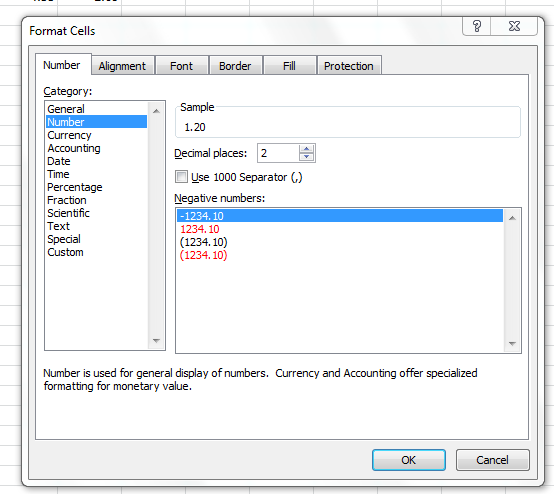 Format Cells
Number Alignment Font Border Fill Protection
Category:
General
Number
Currency
Accounting
Date
Time
Percentage
Fraction
Scientific
Text
Special
Custom
Sample
1.20
Decimal places: 2
Use 1000 Separator (,)
Negative numbers:
-1234.10
1234.10
(1234.10)
(1234.10)
Number is used for general display of numbers. Currency and Accounting offer specialized
formatting for monetary value.
OK Cancel